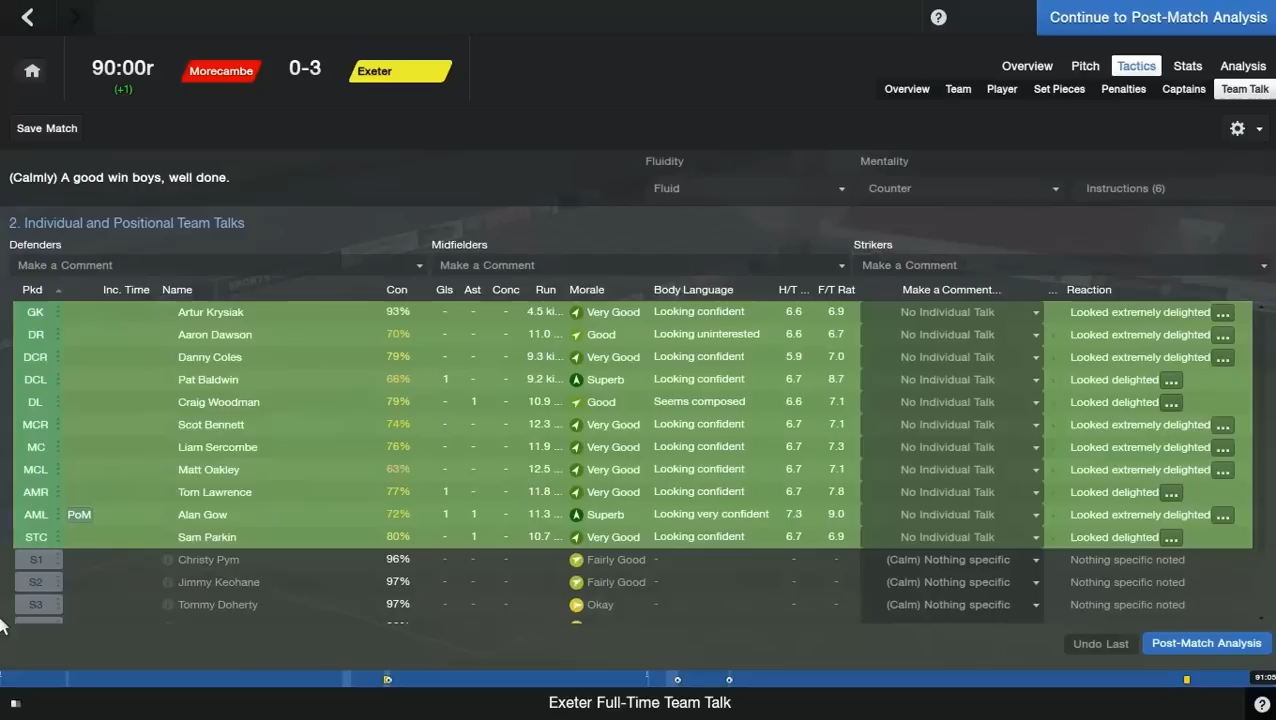 Continue to Post-Match Analysis
90:00r Morecambe 0-3 Exeter
(+1)
Overview Pitch Tactics Stats Analysis
Overview Team Player Set Pieces Penalties Captains Team Talk
Save Match
Fluidity Mentality
(Calmly) A good win boys, well done.
Fluid Counter Instructions (6)
2. Individual and Positional Team Talks
Defenders Midfielders Strikers
Make a Comment Make a Comment Make a Comment
Pkd Inc. Time Name Con Gls Ast Conc Run Morale Body Language H/T ... F/T Rat Make a Comment... ... Reaction
GK Artur Krysiak 93% - - - 4.5 ki... Very Good Looking confident 6.6 6.9 No Individual Talk Looked extremely delighted ...
DR Aaron Dawson 70% - - - 11.0 ... Good Looking uninterested 6.6 6.7 No Individual Talk Looked extremely delighted ...
DCR Danny Coles 79% - - - 9.3 ki... Very Good Looking confident 5.9 7.0 No Individual Talk Looked extremely delighted ...
DCL Pat Baldwin 66% 1 - - 9.2 ki... Superb Looking confident 6.7 8.7 No Individual Talk Looked delighted ...
DL Craig Woodman 79% - 1 - 10.9 ... Good Seems composed 6.6 7.1 No Individual Talk Looked delighted ...
MCR Scot Bennett 74% - - - 12.3 ... Very Good Looking confident 6.7 7.1 No Individual Talk Looked extremely delighted ...
MC Liam Sercombe 76% - - - 11.9 ... Very Good Looking confident 6.7 7.3 No Individual Talk Looked extremely delighted ...
MCL Matt Oakley 63% - - - 12.5 ... Very Good Looking confident 6.7 7.1 No Individual Talk Looked extremely delighted ...
AMR Tom Lawrence 77% 1 - - 11.8 ... Very Good Looking confident 6.7 7.8 No Individual Talk Looked delighted ...
AML PoM Alan Gow 72% 1 1 - 11.3 ... Superb Looking very confident 7.3 9.0 No Individual Talk Looked extremely delighted ...
STC Sam Parkin 80% - 1 - 10.7 ... Very Good Looking confident 6.7 6.9 No Individual Talk Looked delighted ...
S1 Christy Pym 96% - - - Fairly Good - - - (Calm) Nothing specific Nothing specific noted
S2 Jimmy Keohane 97% - - - Fairly Good - - - (Calm) Nothing specific Nothing specific noted
S3 Tommy Doherty 97% - - - Okay - - - (Calm) Nothing specific Nothing specific noted
Undo Last Post-Match Analysis
91:05
Exeter Full-Time Team Talk